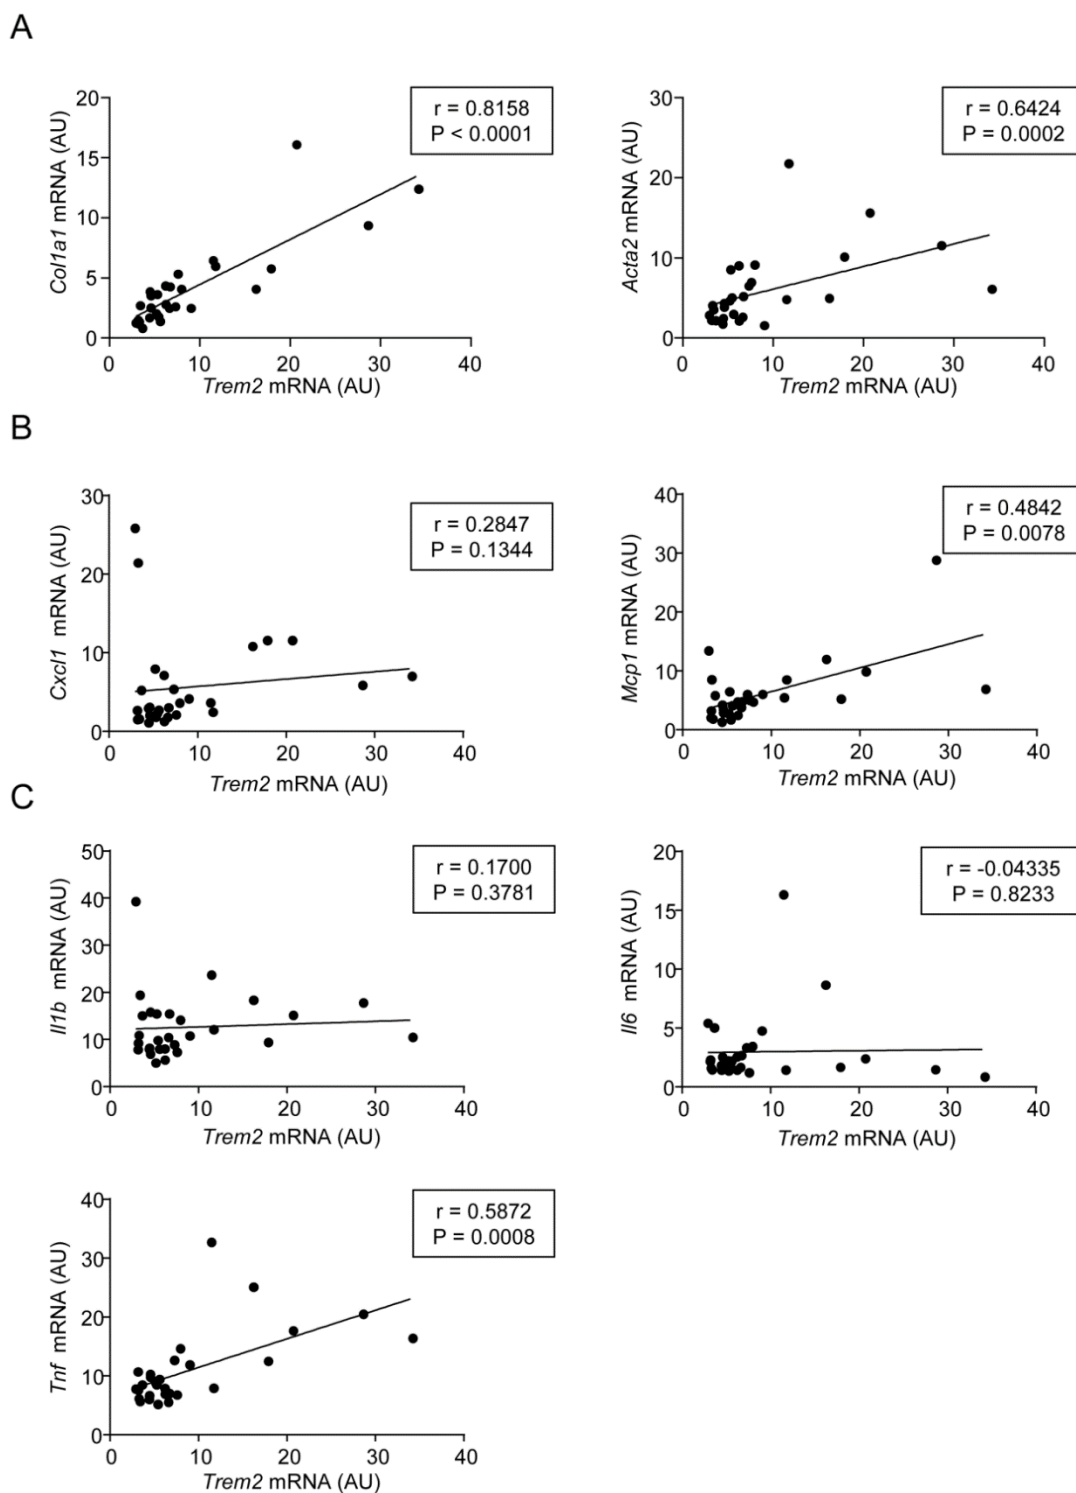 A
20
15
10
5
0
0 10 20 30 40
Col1a1 mRNA (AU)
Trem2 mRNA (AU)
r = 0.8158
P < 0.0001
30
20
10
0
0 10 20 30 40
Acta2 mRNA (AU)
Trem2 mRNA (AU)
r = 0.6424
P = 0.0002
B
30
20
10
0
0 10 20 30 40
Cxcl1 mRNA (AU)
Trem2 mRNA (AU)
r = 0.2847
P = 0.1344
40
30
20
10
0
0 10 20 30 40
Mcp1 mRNA (AU)
Trem2 mRNA (AU)
r = 0.4842
P = 0.0078
C
50
40
30
20
10
0
0 10 20 30 40
Il1b mRNA (AU)
Trem2 mRNA (AU)
r = 0.1700
P = 0.3781
20
15
10
5
0
0 10 20 30 40
Il6 mRNA (AU)
Trem2 mRNA (AU)
r = -0.04335
P = 0.8233
40
30
20
10
0
0 10 20 30 40
Tnf mRNA (AU)
Trem2 mRNA (AU)
r = 0.5872
P = 0.0008